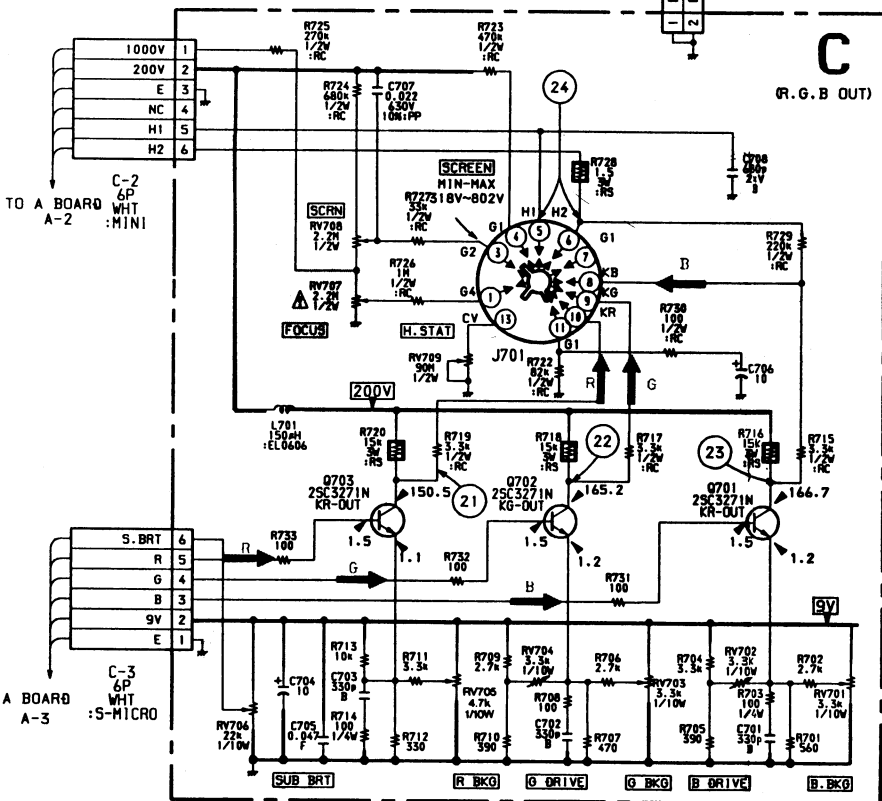 C
(R.G.B OUT)
1000V 1
200V 2
E 3
NC 4
H1 5
H2 6
C-2
6P
WHT
:MINI
TO A BOARD
A-2
R725
270k
1/2W
:RC
R723
470k
1/2W
:RC
R724
680k
1/2W
:RC
C707
0.022
630V
10%:PP
24
SCREEN
MIN-MAX
318V~802V
R728
1.5
:RS
B
SCRN
RV708
2.2M
1/2W
R727
33k
1/2W
:RC
R726
1M
1/2W
:RC
RV707
2.2M
1/2W
FOCUS
H.STAT
RV709
90M
1/2W
G1
H1
H2
G1
G2
G4
CV
KB
KG
KR
G1
1
3
4
5
6
7
8
9
10
11
13
J701
B
R729
220k
1/2W
:RC
R730
100
1/2W
:RC
R722
82k
1/2W
:RC
C706
10
+
R
G
200V
L701
150µH
:EL0606
R720
15k
:RS
R719
3.3k
1/2W
:RC
R718
15k
:RS
22
R717
1/2W
:RC
23
R716
15k
:RS
R715
1/2W
:RC
Q703
2SC3271N
KR-OUT
150.5
21
1.5
1.1
Q702
2SC3271N
KG-OUT
165.2
1.5
1.2
Q701
2SC3271N
KR-OUT
166.7
1.5
1.2
S.BRT 6
R 5
G 4
B 3
9V 2
E 1
C-3
6P
WHT
:S-MICRO
A BOARD
A-3
R
R733
100
G
R732
100
B
R731
100
9V
RV706
22k
1/10W
C704
10
+
C705
0.047
F
R713
10k
C703
330p
B
R714
100
1/4W
R711
3.3k
R712
330
RV705
4.7k
1/10W
R709
2.7k
R710
390
RV704
3.3k
1/10W
R708
100
C702
330p
B
R706
2.7k
R707
470
RV703
3.3k
1/10W
R704
3.3k
R705
390
RV702
3.3k
1/10W
R703
100
1/4W
C701
330p
B
R702
2.7k
R701
560
RV701
3.3k
1/10W
SUB BRT
R BKG
G DRIVE
G BKG
B DRIVE
B.BKG